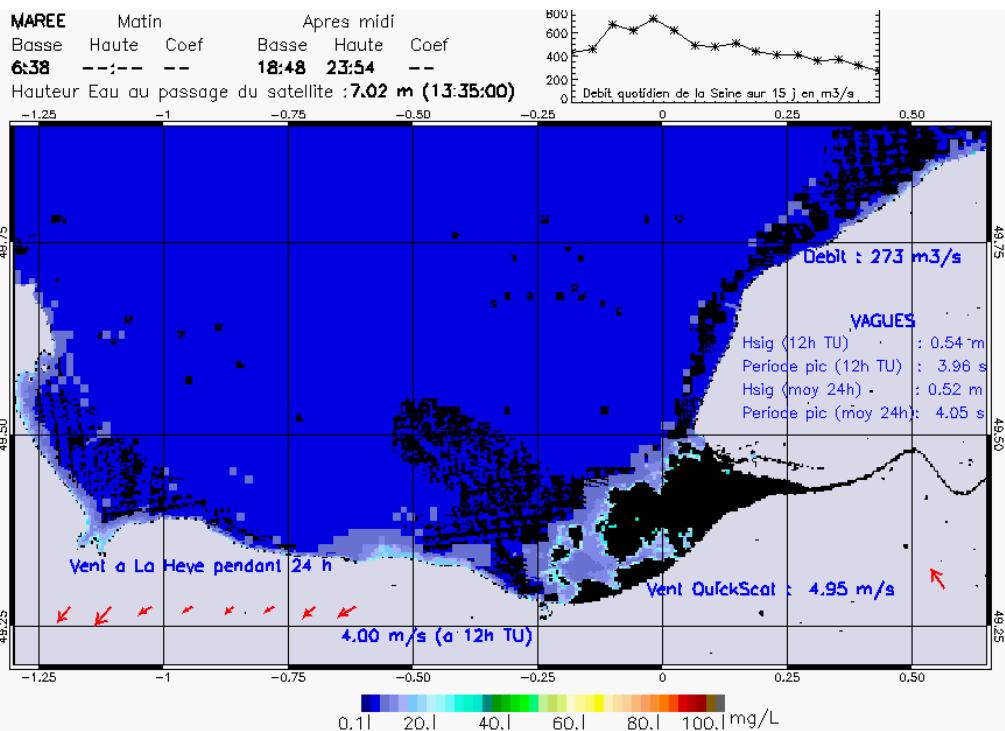 MAREE Matin Apres midi
Basse Haute Coef Basse Haute Coef
6:38 --:-- -- 18:48 23:54 --
Hauteur Eau au passage du satellite : 7.02 m (13:35:00)
800
600
400
200
0
Debit quotidien de la Seine sur 15 j en m3/s
-1.25 -1 -0.75 -0.50 -0.25 0 0.25 0.50
49.75 49.75
Debit : 273 m3/s
VAGUES
Hsig (12h TU) : 0.54 m
Periode pic (12h TU) : 3.96 s
Hsig (moy 24h) - : 0.52 m
Periode pic (moy 24h): 4.05 s
49.50 49.50
Vent a La Heve pendant 24 h
Vent QuickScat : 4.95 m/s
49.25 49.25
4.00 m/s (a 12h TU)
-1.25 -1 -0.75 -0.50 -0.25 0 0.25 0.50
0.1| 20.| 40.| 60.| 80.| 100.| mg/L